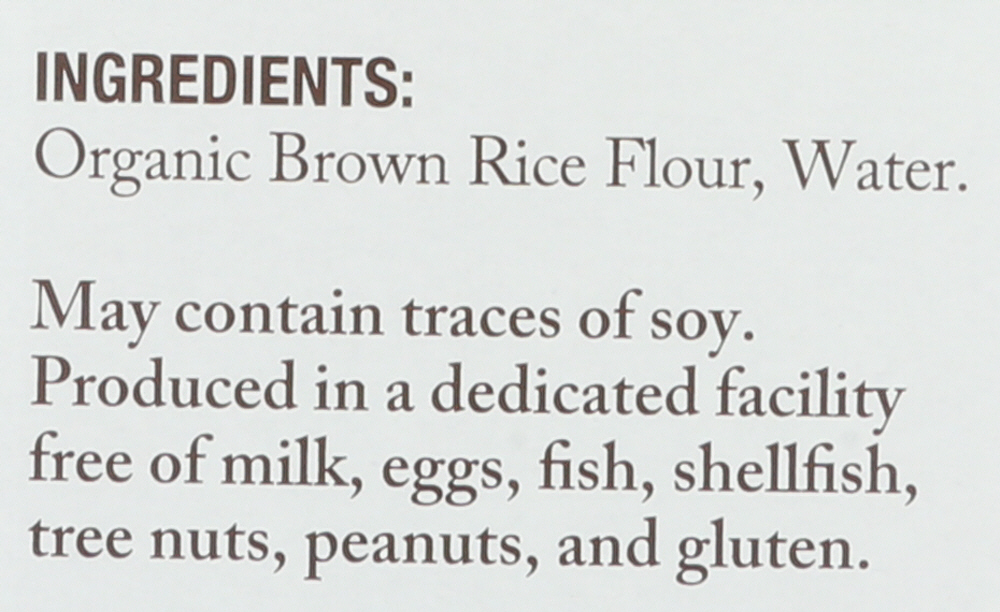 INGREDIENTS:
Organic Brown Rice Flour, Water.
May contain traces of soy.
Produced in a dedicated facility
free of milk, eggs, fish, shellfish,
tree nuts, peanuts, and gluten.